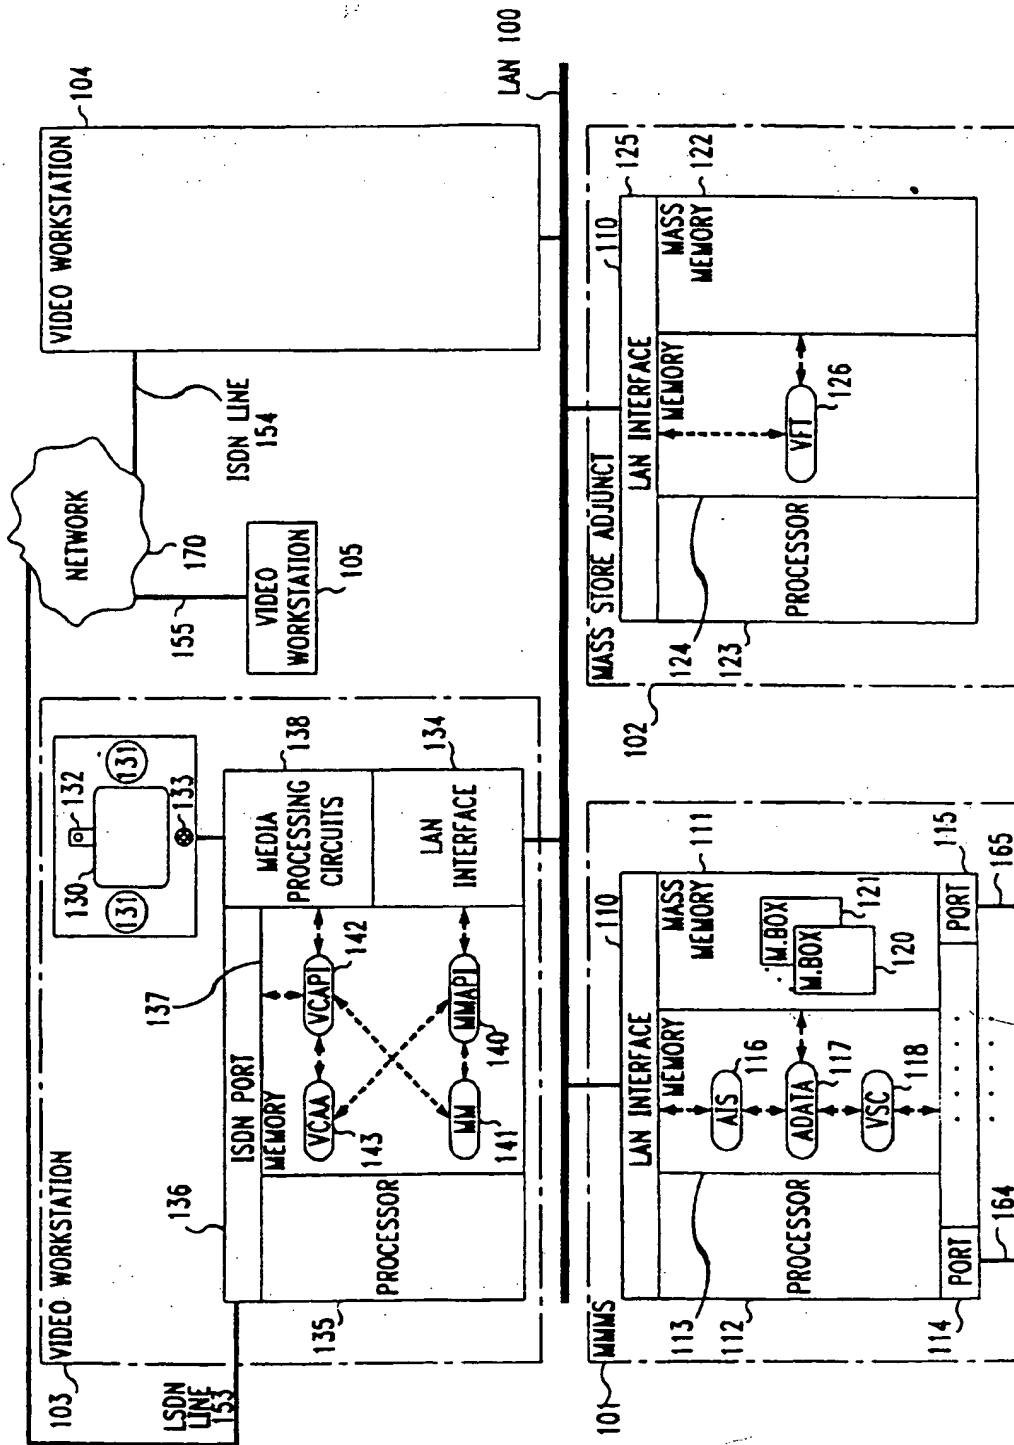 103
VIDEO WORKSTATION
LSDN
LINE
153
136
ISDN PORT
137
MEMORY
VCAA
143
VCAPI
142
MM
141
MMAPI
140
PROCESSOR
135
MEDIA
PROCESSING
CIRCUITS
138
LAN
INTERFACE
134
130
131
132
131
133
NETWORK
170
155
VIDEO
WORKSTATION
105
ISDN LINE
154
VIDEO WORKSTATION
104
LAN 100
101
MMMS
110
LAN INTERFACE
MEMORY
AIS
116
ADATA
117
VSC
118
113
PROCESSOR
112
MASS
MEMORY
111
M.BOX
121
M.BOX
120
PORT
114
164
PORT
115
165
102
MASS STORE ADJUNCT
110
LAN INTERFACE
125
MEMORY
VFT
126
124
PROCESSOR
123
MASS
MEMORY
122